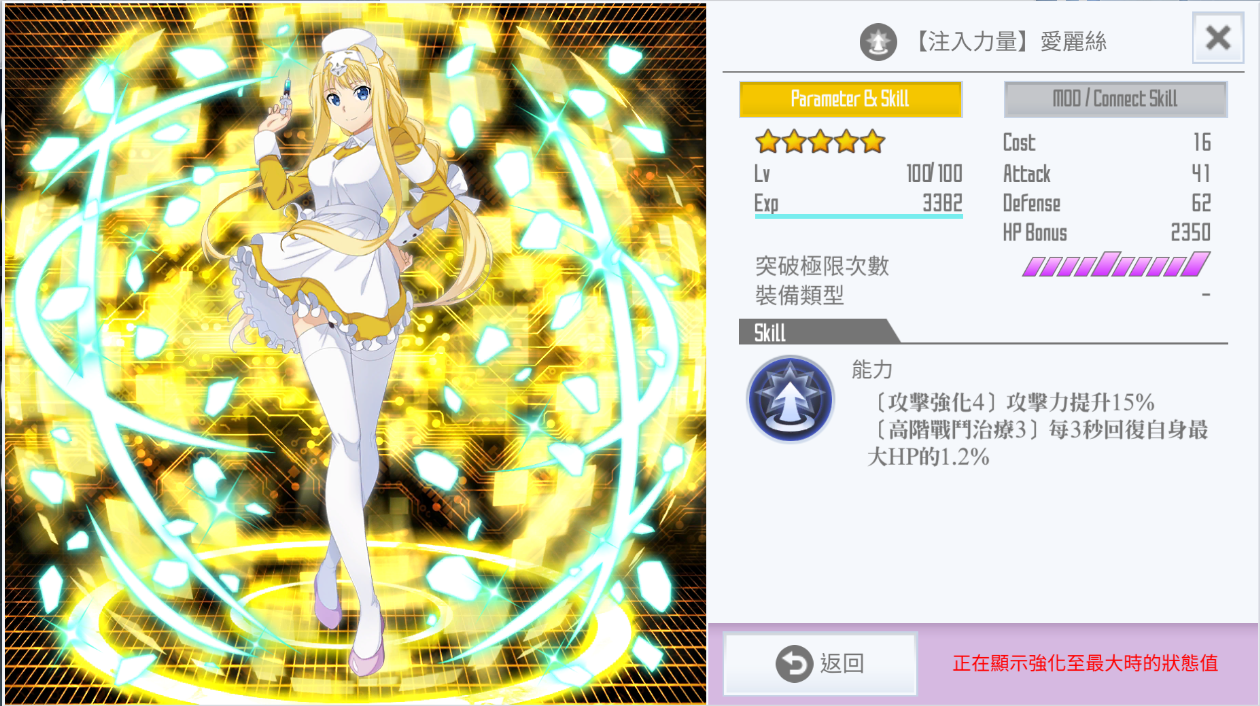 【注入力量】愛麗絲
Parameter & Skill
MOD / Connect Skill
Lv 100/100
Exp 3382
Cost 16
Attack 41
Defense 62
HP Bonus 2350
突破極限次數
裝備類型 -
Skill
能力
〔攻擊強化4〕攻擊力提升15%
〔高階戰鬥治療3〕每3秒回復自身最
大HP的1.2%
返回
正在顯示強化至最大時的狀態值